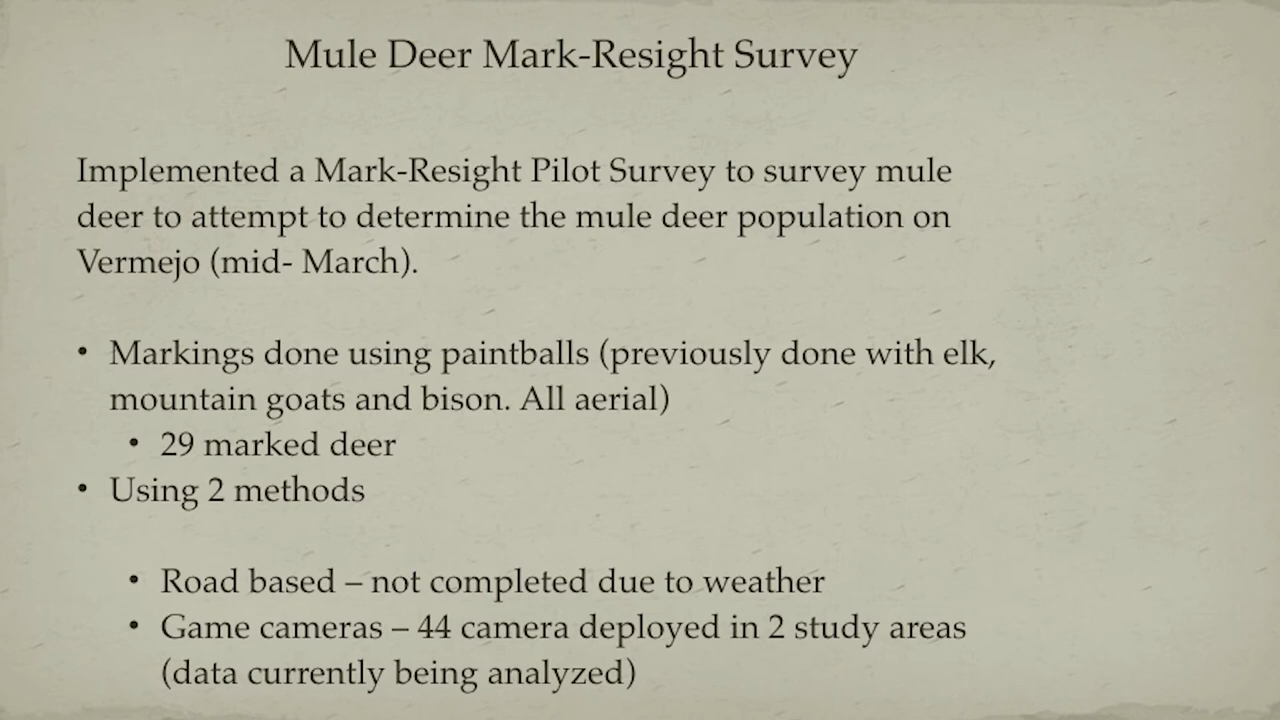 Mule Deer Mark-Resight Survey
Implemented a Mark-Resight Pilot Survey to survey mule
deer to attempt to determine the mule deer population on
Vermejo (mid- March).
• Markings done using paintballs (previously done with elk,
mountain goats and bison. All aerial)
• 29 marked deer
• Using 2 methods
• Road based – not completed due to weather
• Game cameras – 44 camera deployed in 2 study areas
(data currently being analyzed)